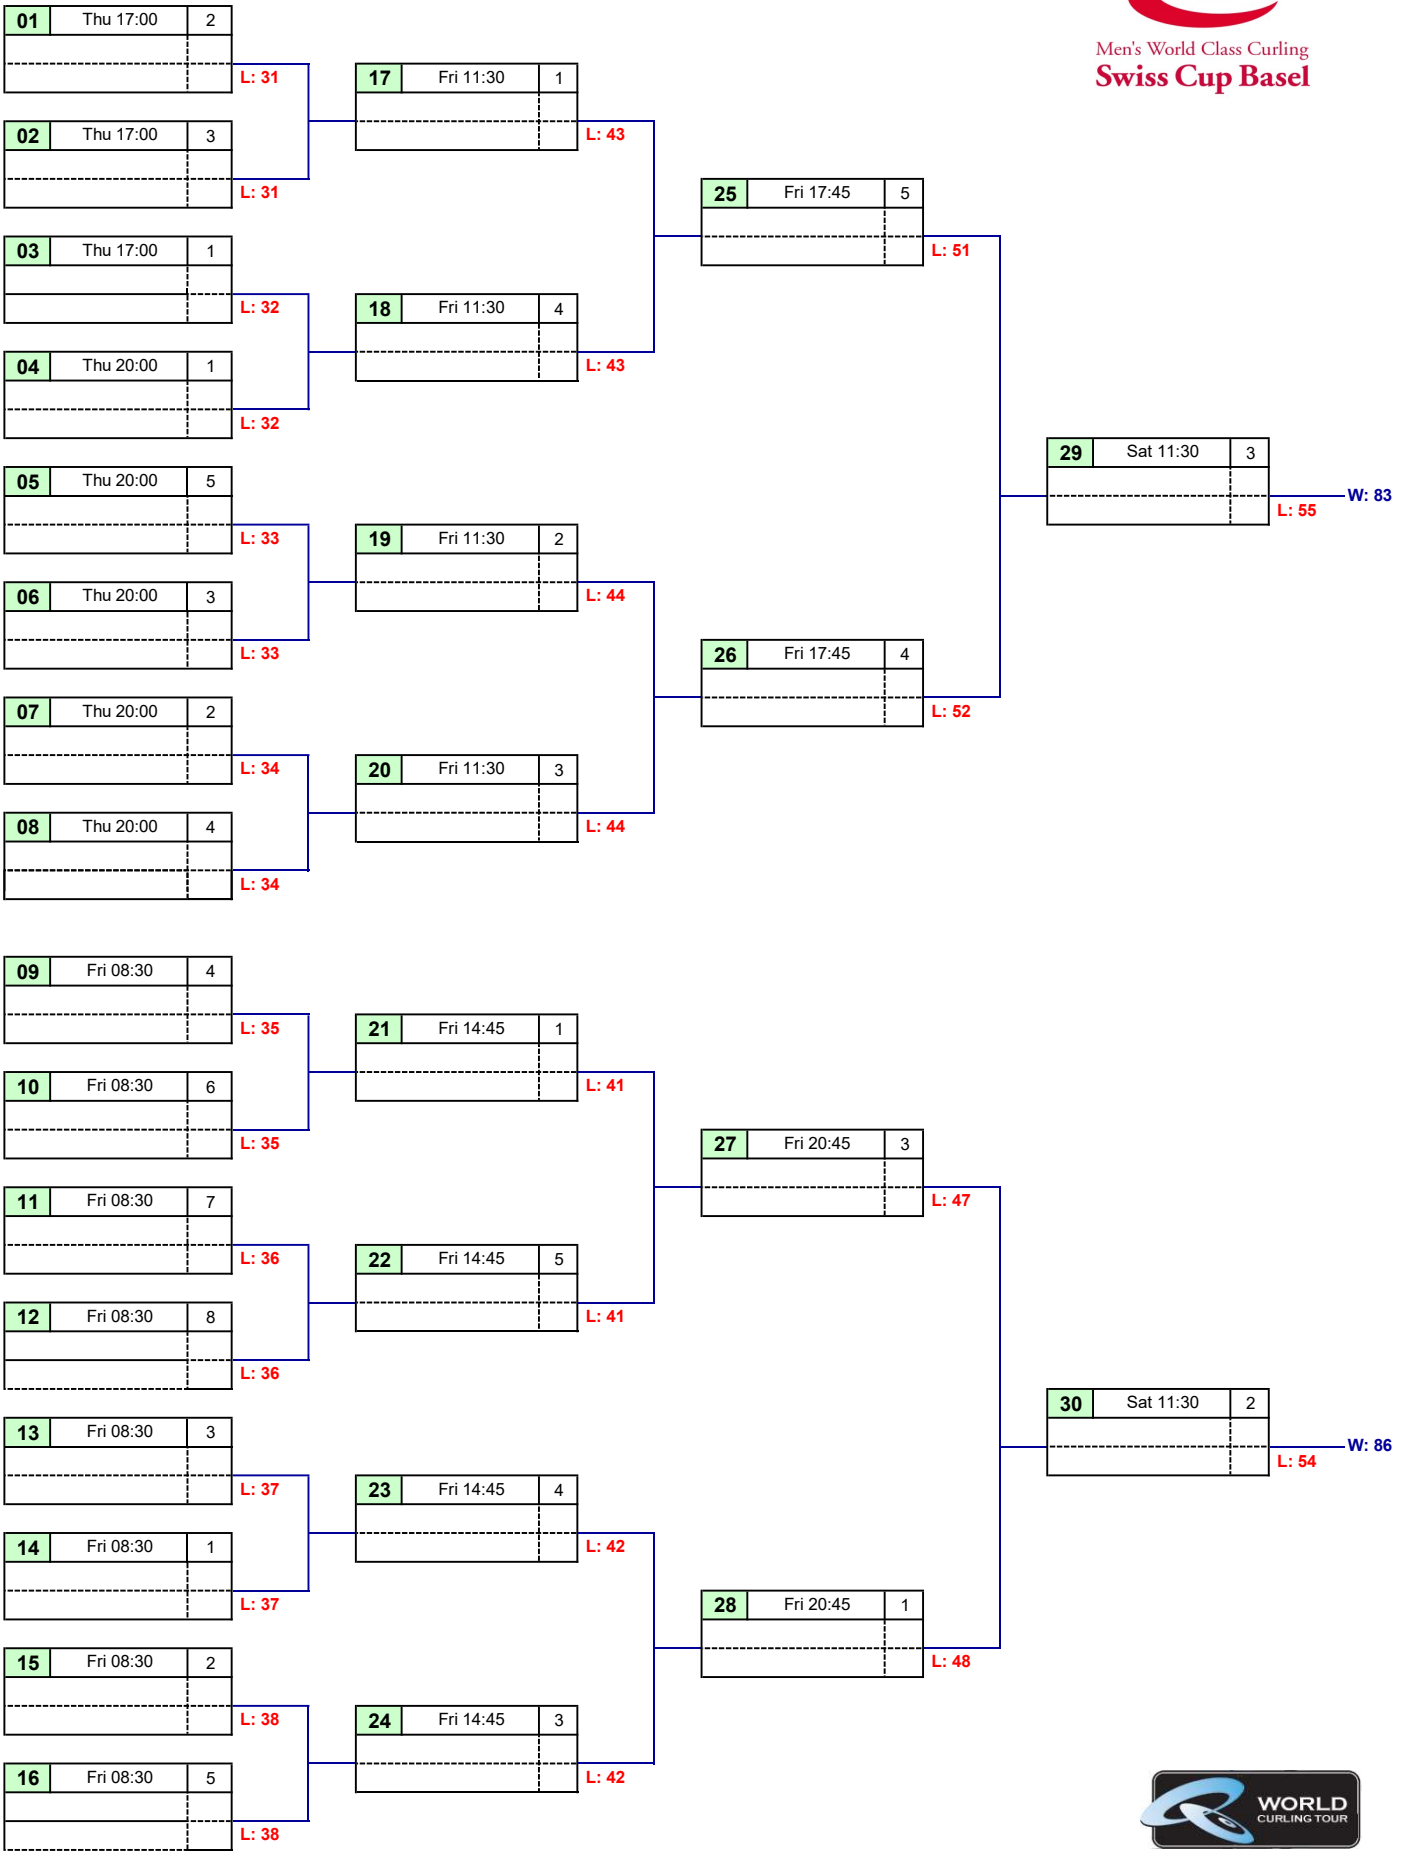 01 Thu 17:00 2
L: 31
02 Thu 17:00 3
L: 31
03 Thu 17:00 1
L: 32
04 Thu 20:00 1
L: 32
05 Thu 20:00 5
L: 33
06 Thu 20:00 3
L: 33
07 Thu 20:00 2
L: 34
08 Thu 20:00 4
L: 34
09 Fri 08:30 4
L: 35
10 Fri 08:30 6
L: 35
11 Fri 08:30 7
L: 36
12 Fri 08:30 8
L: 36
13 Fri 08:30 3
L: 37
14 Fri 08:30 1
L: 37
15 Fri 08:30 2
L: 38
16 Fri 08:30 5
L: 38
17 Fri 11:30 1
L: 43
18 Fri 11:30 4
L: 43
19 Fri 11:30 2
L: 44
20 Fri 11:30 3
L: 44
21 Fri 14:45 1
L: 41
22 Fri 14:45 5
L: 41
23 Fri 14:45 4
L: 42
24 Fri 14:45 3
L: 42
25 Fri 17:45 5
L: 51
26 Fri 17:45 4
L: 52
27 Fri 20:45 3
L: 47
28 Fri 20:45 1
L: 48
Men's World Class Curling
Swiss Cup Basel
29 Sat 11:30 3
W: 83
L: 55
30 Sat 11:30 2
W: 86
L: 54
WORLD
CURLING TOUR